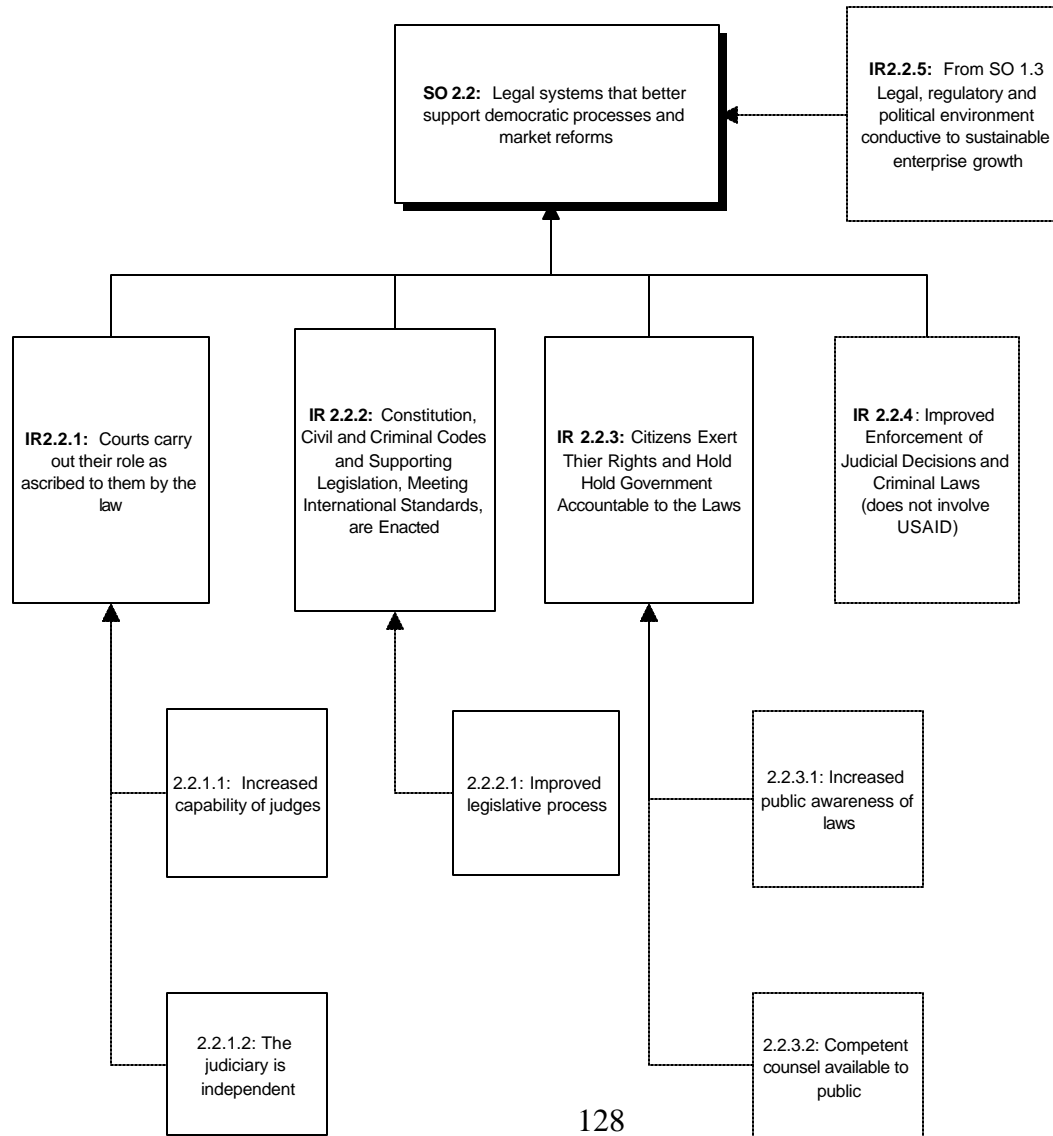 SO 2.2: Legal systems that better
support democratic processes and
market reforms
IR2.2.5: From SO 1.3
Legal, regulatory and
political environment
conductive to sustainable
enterprise growth
IR2.2.1: Courts carry
out their role as
ascribed to them by the
law
IR 2.2.2: Constitution,
Civil and Criminal Codes
and Supporting
Legislation, Meeting
International Standards,
are Enacted
IR 2.2.3: Citizens Exert
Thier Rights and Hold
Hold Government
Accountable to the Laws
IR 2.2.4: Improved
Enforcement of
Judicial Decisions and
Criminal Laws
(does not involve
USAID)
2.2.1.1: Increased
capability of judges
2.2.2.1: Improved
legislative process
2.2.3.1: Increased
public awareness of
laws
2.2.1.2: The
judiciary is
independent
2.2.3.2: Competent
counsel available to
public
128